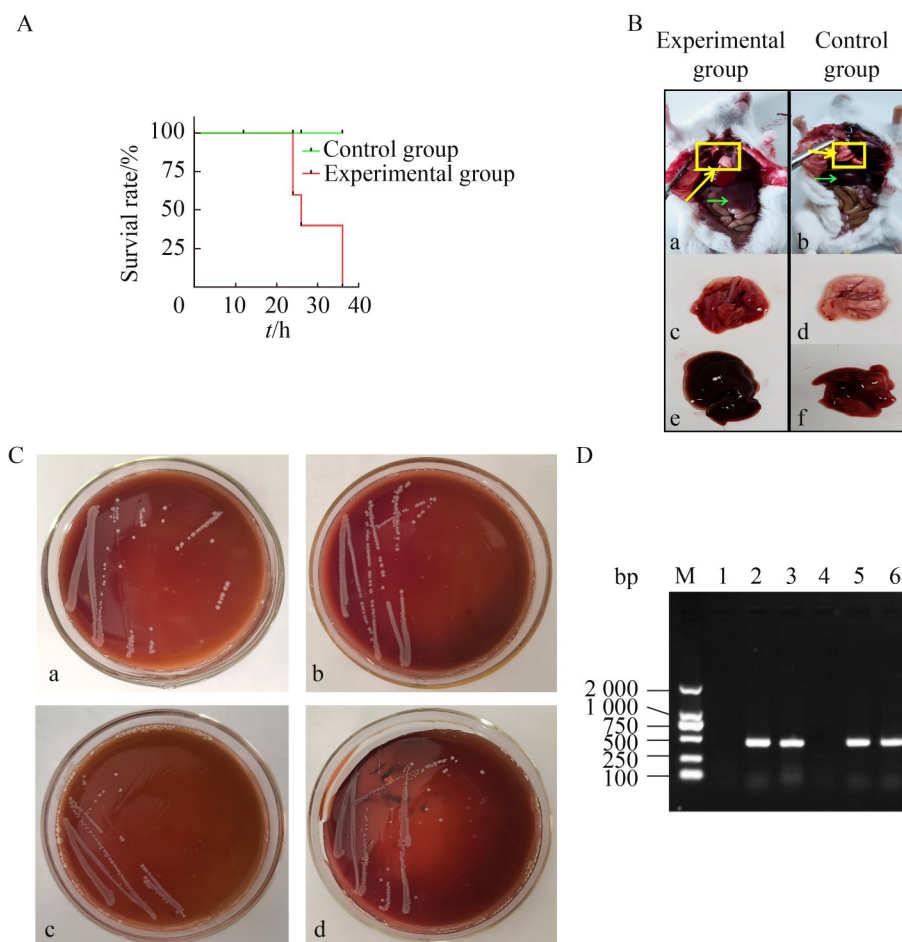 A
Survial rate/%
100
75
50
25
0
10
20
30
40
t/h
Control group
Experimental group
B
Experimental
group
Control
group
a
b
c
d
e
f
C
a
b
c
d
D
bp
M 1 2 3 4 5 6
2 000
1 000
750
500
250
100